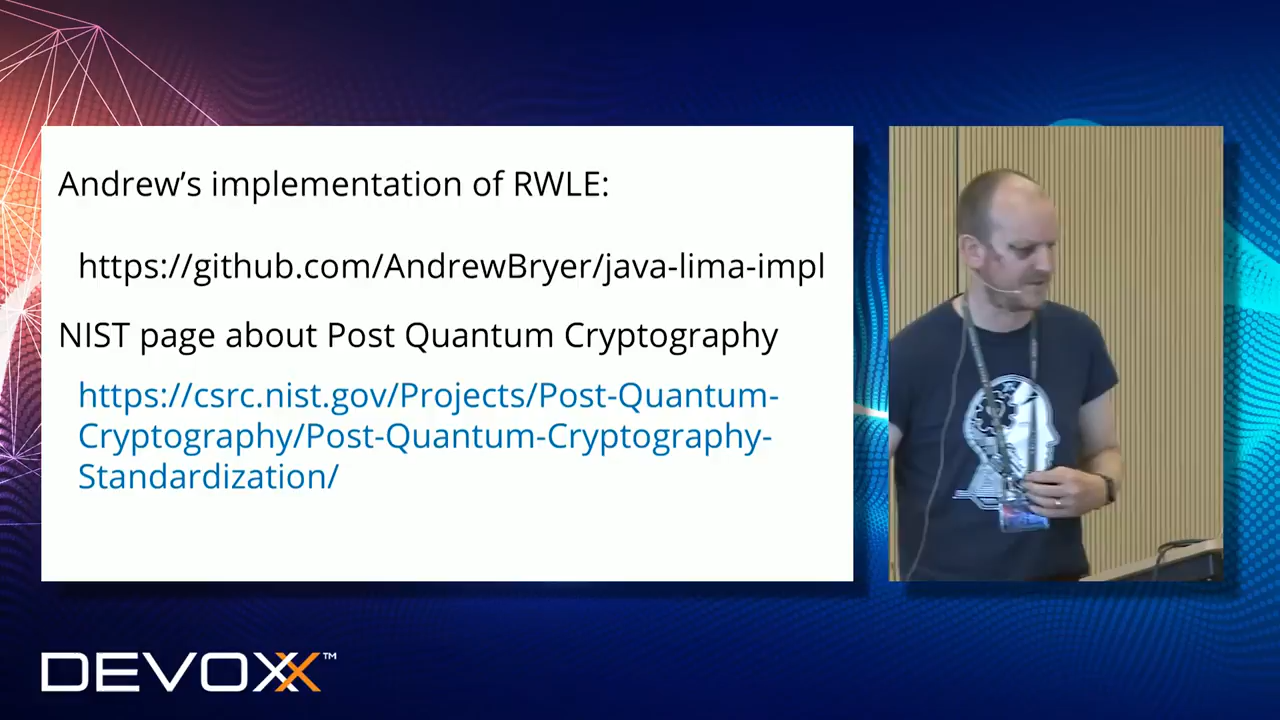 Andrew’s implementation of RWLE:
https://github.com/AndrewBryer/java-lima-impl
NIST page about Post Quantum Cryptography
https://csrc.nist.gov/Projects/Post-Quantum-
Cryptography/Post-Quantum-Cryptography-
Standardization/
DEVOXX™